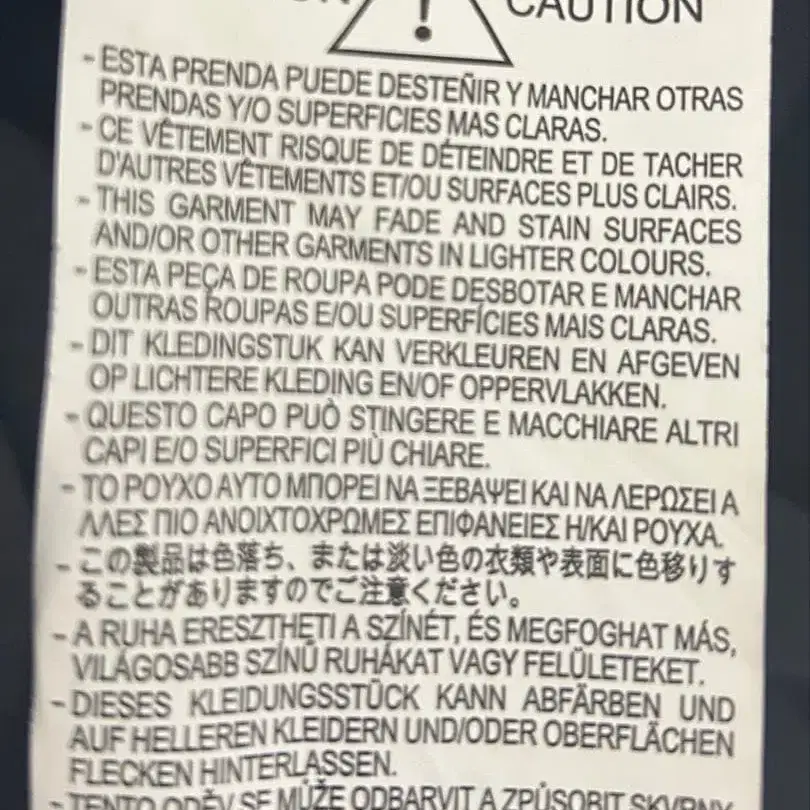 CAUTION
- ESTA PRENDA PUEDE DESTEÑIR Y MANCHAR OTRAS
PRENDAS Y/O SUPERFICIES MAS CLARAS.
- CE VÊTEMENT RISQUE DE DÉTEINDRE ET DE TACHER
D'AUTRES VÊTEMENTS ET/OU SURFACES PLUS CLAIRS.
- THIS GARMENT MAY FADE AND STAIN SURFACES
AND/OR OTHER GARMENTS IN LIGHTER COLOURS.
- ESTA PEÇA DE ROUPA PODE DESBOTAR E MANCHAR
OUTRAS ROUPAS E/OU SUPERFÍCIES MAIS CLARAS.
- DIT KLEDINGSTUK KAN VERKLEUREN EN AFGEVEN
OP LICHTERE KLEDING EN/OF OPPERVLAKKEN.
- QUESTO CAPO PUÒ STINGERE E MACCHIARE ALTRI
CAPI E/O SUPERFICI PIÙ CHIARE.
- ΤΟ ΡΟΥΧΟ ΑΥΤΟ ΜΠΟΡΕΙ ΝΑ ΞΕΒΑΨΕΙ ΚΑΙ ΝΑ ΛΕΡΩΣΕΙ Α
ΛΛΕΣ ΠΙΟ ΑΝΟΙΧΤΟΧΡΩΜΕΣ ΕΠΙΦΑΝΕΙΕΣ Η/ΚΑΙ ΡΟΥΧΑ.
- この製品は色落ち、または淡い色の衣類や表面に色移りす
ることがありますのでご注意ください。
- A RUHA ERESZTHETI A SZÍNÉT, ÉS MEGFOGHAT MÁS,
VILÁGOSABB SZÍNŰ RUHÁKAT VAGY FELÜLETEKET.
- DIESES KLEIDUNGSSTÜCK KANN ABFÄRBEN UND
AUF HELLEREN KLEIDERN UND/ODER OBERFLÄCHEN
FLECKEN HINTERLASSEN.
- TENTO ODĚV SE MŮŽE ODBARVIT A ZPŮSOBIT SKVRNY